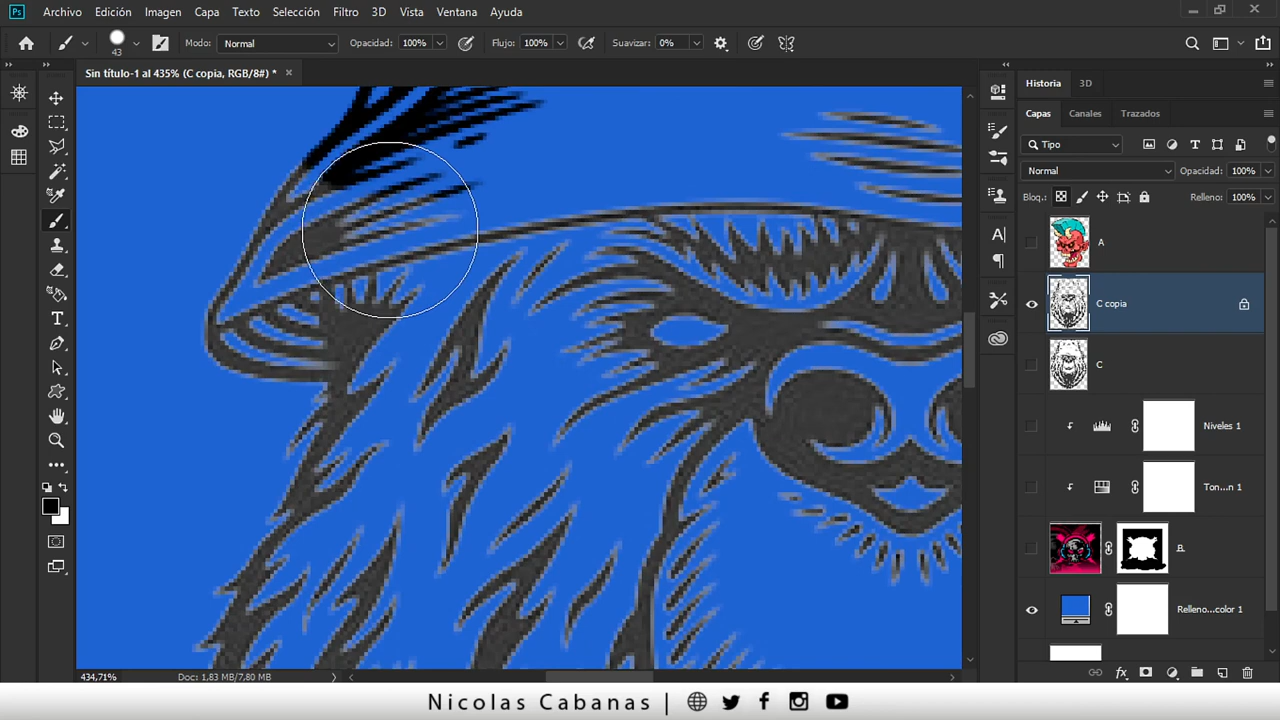 Ps Archivo Edición Imagen Capa Texto Selección Filtro 3D Vista Ventana Ayuda
43 Modo: Normal Opacidad: 100% Flujo: 100% Suavizar: 0%
Sin título-1 al 435% (C copia, RGB/8#) * ×
Historia 3D
Capas Canales Trazados
Tipo
Normal Opacidad: 100%
Bloq.: Relleno: 100%
A
C copia
C
Niveles 1
Ton...n 1
Relleno...color 1
434,71% Doc: 1,83 MB/7,80 MB
Nicolas Cabanas |